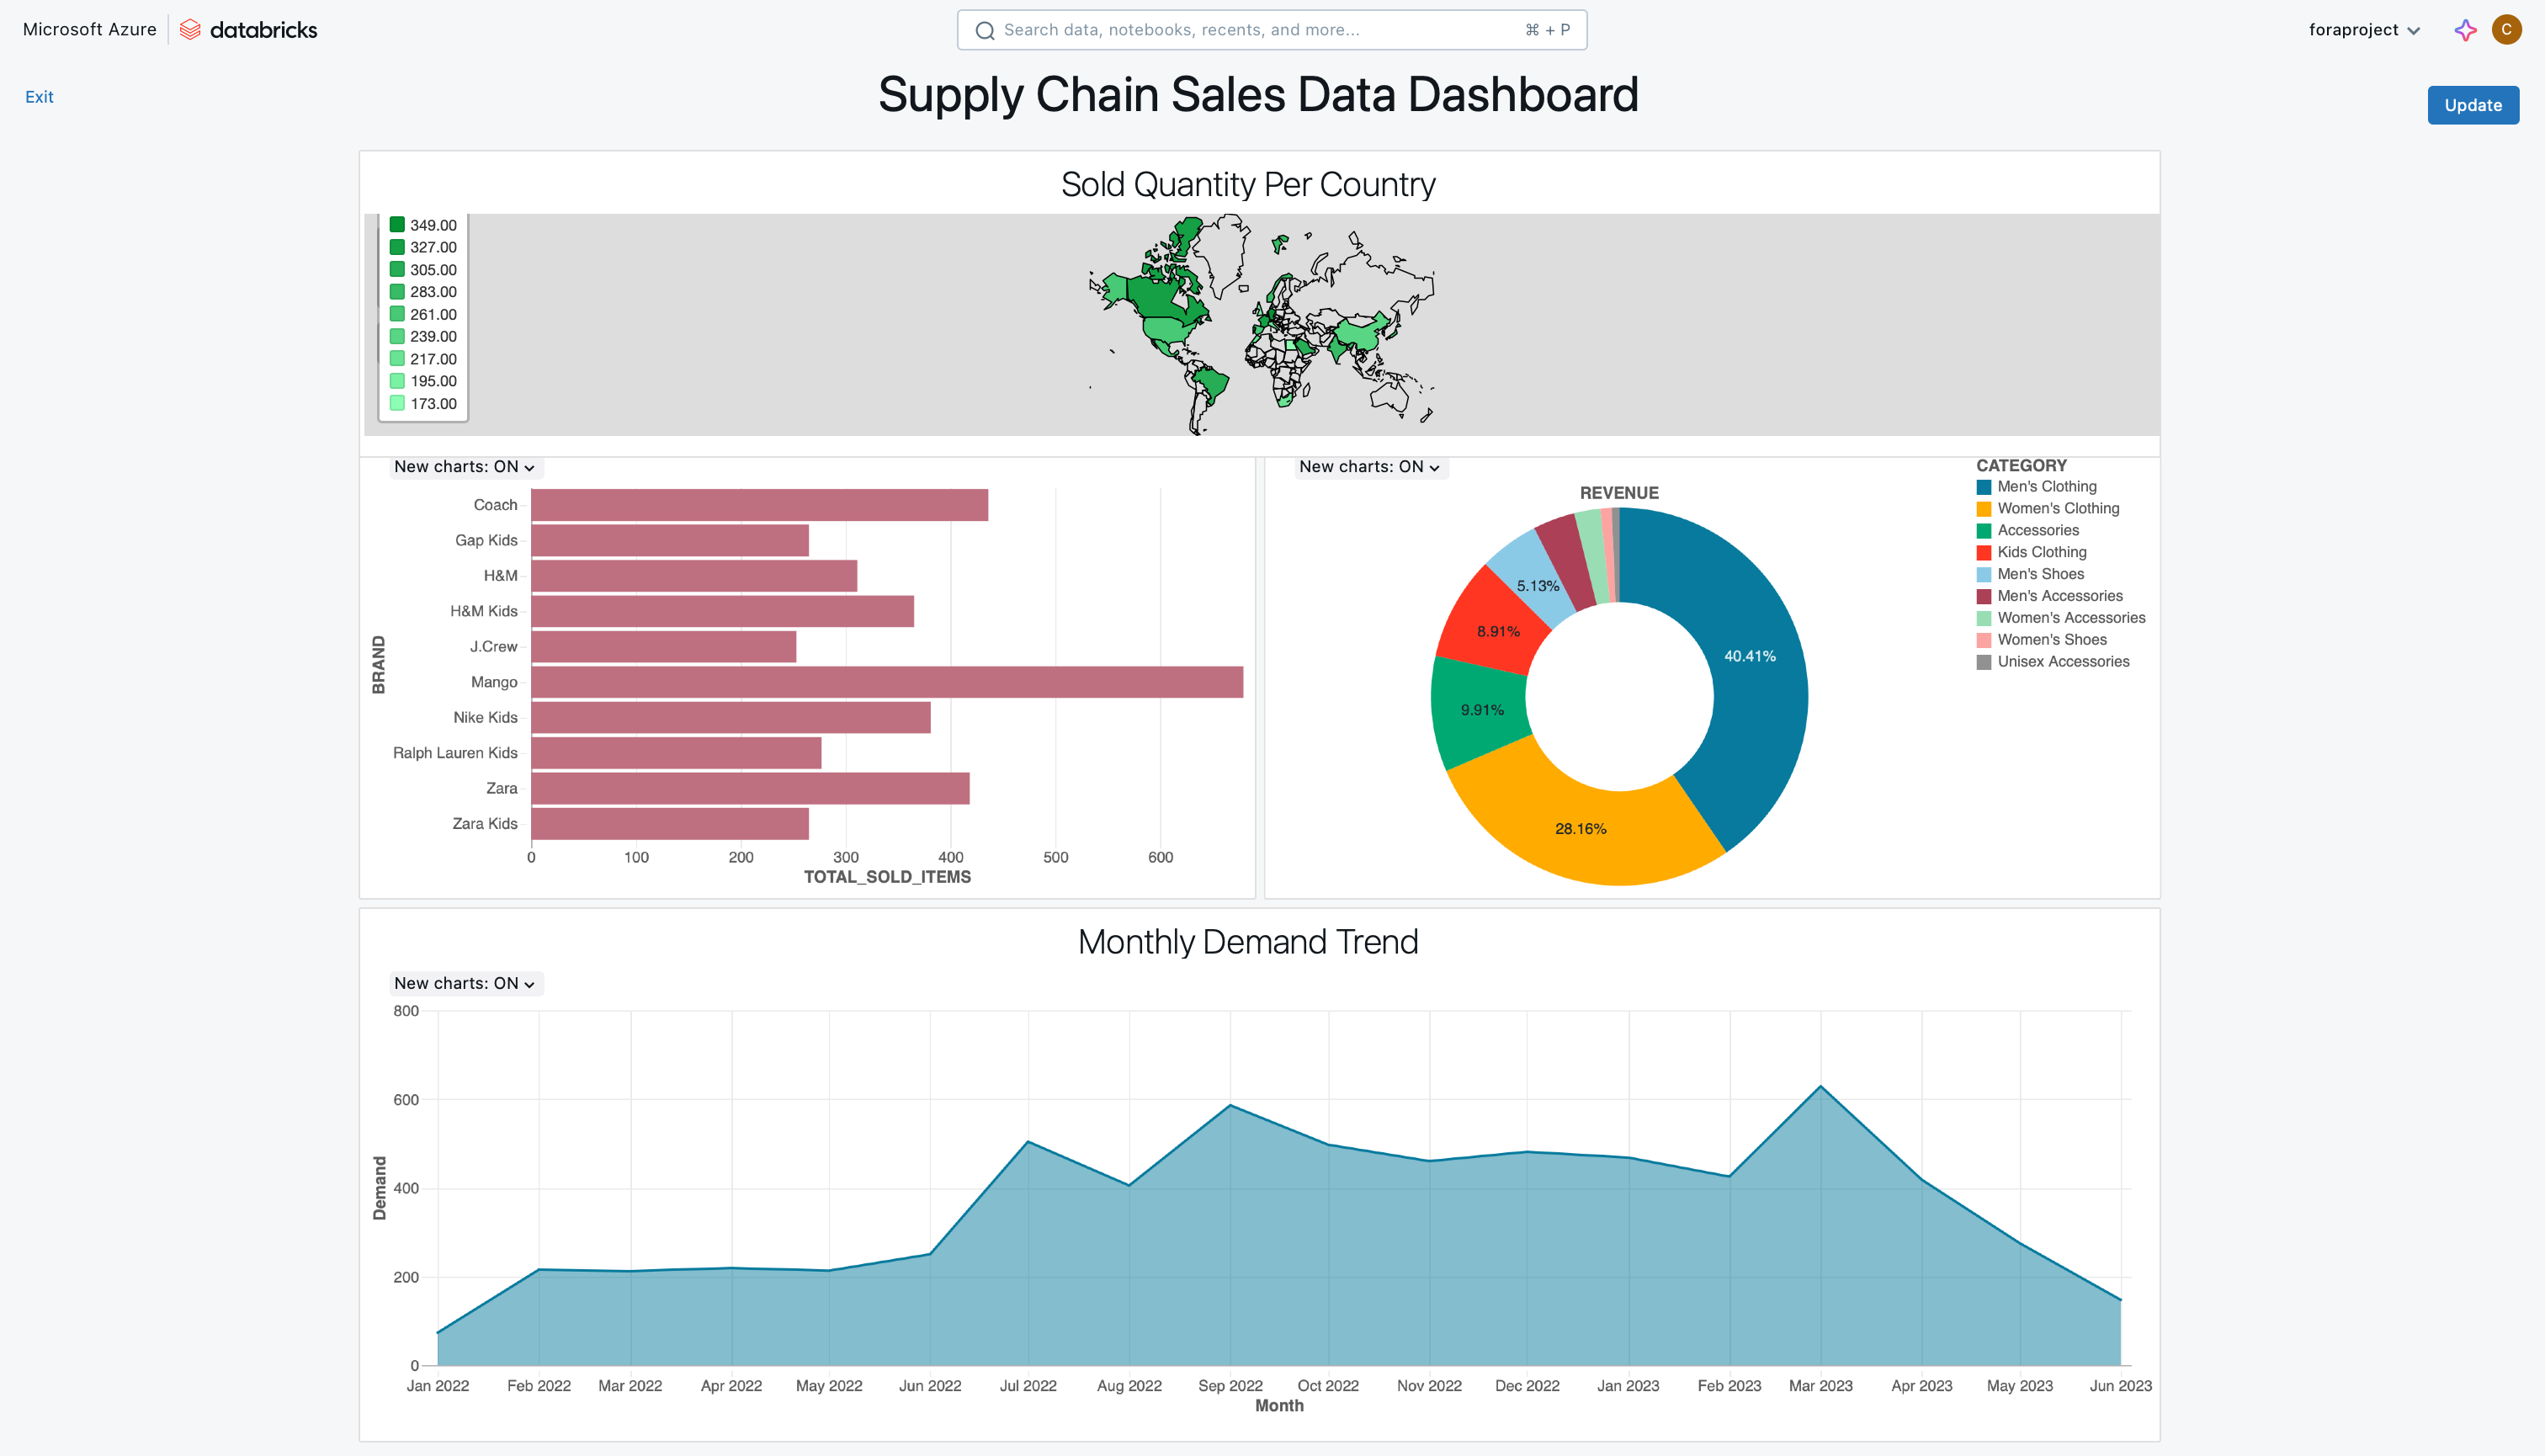 Microsoft Azure databricks
Search data, notebooks, recents, and more... ⌘ + P
foraproject
C
Exit
Supply Chain Sales Data Dashboard
Update
Sold Quantity Per Country
349.00
327.00
305.00
283.00
261.00
239.00
217.00
195.00
173.00
New charts: ON
BRAND
Coach
Gap Kids
H&M
H&M Kids
J.Crew
Mango
Nike Kids
Ralph Lauren Kids
Zara
Zara Kids
0 100 200 300 400 500 600
TOTAL_SOLD_ITEMS
New charts: ON
REVENUE
40.41%
28.16%
9.91%
8.91%
5.13%
CATEGORY
Men's Clothing
Women's Clothing
Accessories
Kids Clothing
Men's Shoes
Men's Accessories
Women's Accessories
Women's Shoes
Unisex Accessories
Monthly Demand Trend
New charts: ON
Demand
800
600
400
200
0
Jan 2022 Feb 2022 Mar 2022 Apr 2022 May 2022 Jun 2022 Jul 2022 Aug 2022 Sep 2022 Oct 2022 Nov 2022 Dec 2022 Jan 2023 Feb 2023 Mar 2023 Apr 2023 May 2023 Jun 2023
Month